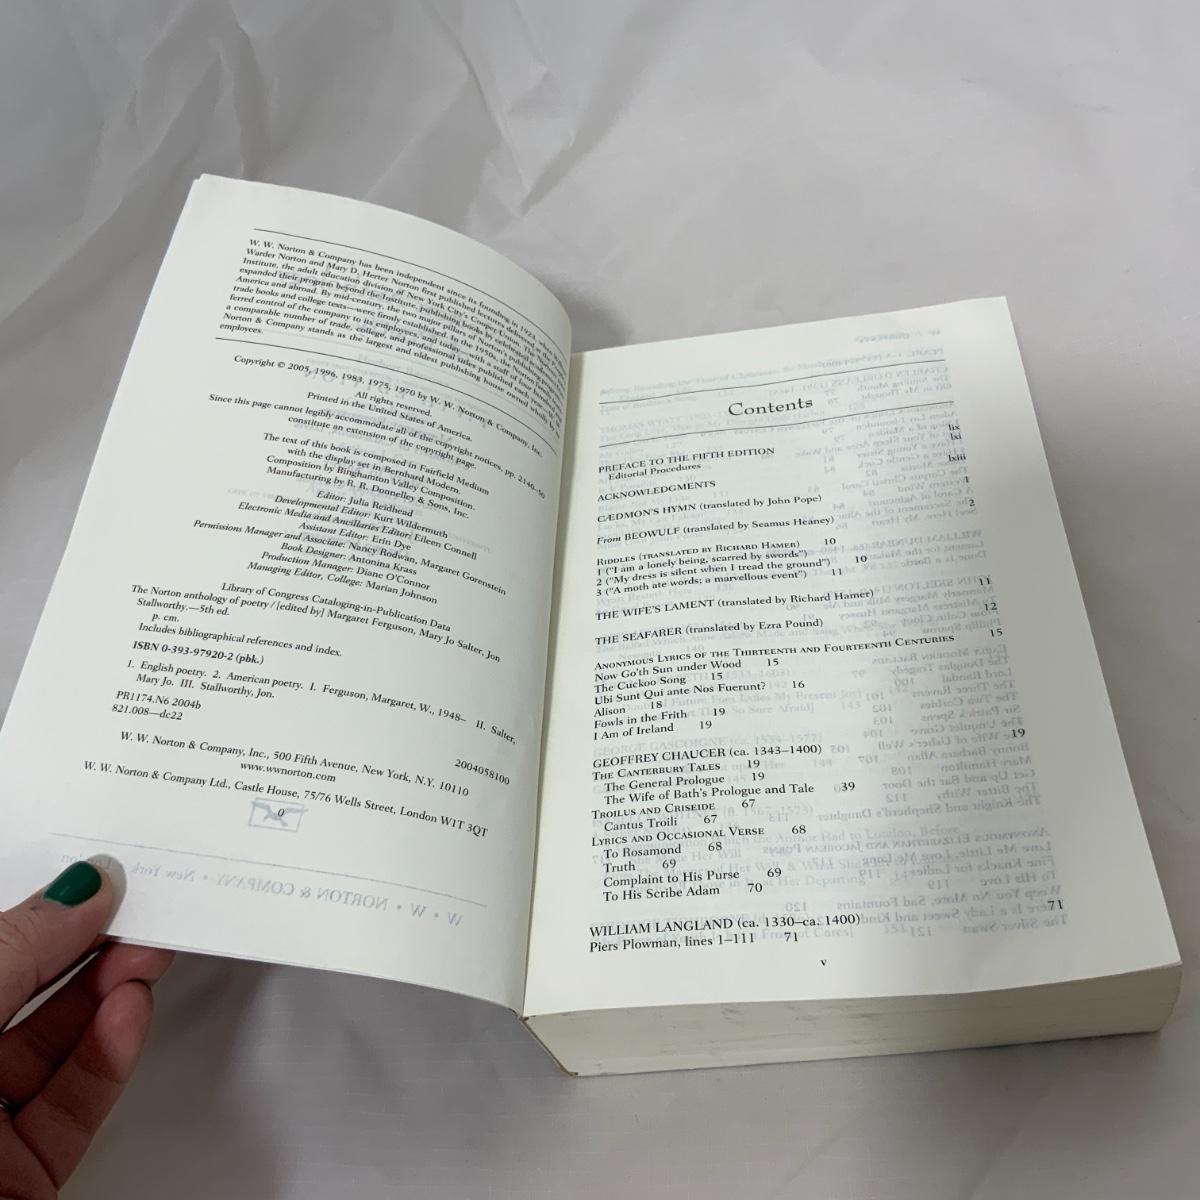 W. W. Norton & Company has been independent since its founding in 1923, when
Warder Norton and Mary D. Herter Norton first published lectures delivered at the
Institute, the adult education division of New York City's Cooper Union. The
expanded their program beyond the Institute, publishing books by celebrated
America and abroad. By mid-century, the two major pillars of Norton's publishing
trade books and college texts—were firmly established. In the 1950s, the Norton
ferred control of the company to its employees, and today—with a staff of four hundred
a comparable number of trade, college, and professional titles published each year—W. W.
Norton & Company stands as the largest and oldest publishing house owned wholly by its
employees.
Copyright © 2005, 1996, 1983, 1975, 1970 by W. W. Norton & Company, Inc.
All rights reserved.
Printed in the United States of America.
Since this page cannot legibly accommodate all of the copyright notices, pp. 2140–50
constitute an extension of the copyright page.
The text of this book is composed in Fairfield Medium
with the display set in Bernhard Modern.
Composition by Binghamton Valley Composition.
Manufacturing by R. R. Donnelley & Sons, Inc.
Editor: Julia Reidhead
Developmental Editor: Kurt Wildermuth
Electronic Media and Ancillaries Editor: Eileen Connell
Assistant Editor: Erin Dye
Permissions Manager and Associate: Nancy Rodwan, Margaret Gorenstein
Book Designer: Antonina Krass
Production Manager: Diane O'Connor
Managing Editor, College: Marian Johnson
Library of Congress Cataloging-in-Publication Data
The Norton anthology of poetry / [edited by] Margaret Ferguson, Mary Jo Salter, Jon
Stallworthy.—5th ed.
p. cm.
Includes bibliographical references and index.
ISBN 0-393-97920-2 (pbk.)
1. English poetry. 2. American poetry. I. Ferguson, Margaret, W., 1948– II. Salter,
Mary Jo. III. Stallworthy, Jon.
PR1174.N6 2004b
821.008—dc22
2004058100
W. W. Norton & Company, Inc., 500 Fifth Avenue, New York, N.Y. 10110
www.wwnorton.com
W. W. Norton & Company Ltd., Castle House, 75/76 Wells Street, London W1T 3QT
0
Contents
PREFACE TO THE FIFTH EDITION lix
Editorial Procedures lxi
ACKNOWLEDGMENTS lxiii
CÆDMON'S HYMN (translated by John Pope) 1
From BEOWULF (translated by Seamus Heaney) 2
RIDDLES (TRANSLATED BY RICHARD HAMER) 10
1 ("I am a lonely being, scarred by swords") 10
2 ("My dress is silent when I tread the ground") 10
3 ("A moth ate words; a marvellous event") 11
THE WIFE'S LAMENT (translated by Richard Hamer) 11
THE SEAFARER (translated by Ezra Pound) 12
ANONYMOUS LYRICS OF THE THIRTEENTH AND FOURTEENTH CENTURIES 15
Now Go'th Sun under Wood 15
The Cuckoo Song 15
Ubi Sunt Qui ante Nos Fuerunt? 16
Alison 18
Fowls in the Frith 19
I Am of Ireland 19
GEOFFREY CHAUCER (ca. 1343–1400) 19
THE CANTERBURY TALES 19
The General Prologue 19
The Wife of Bath's Prologue and Tale 39
TROILUS AND CRISEIDE 67
Cantus Troili 67
LYRICS AND OCCASIONAL VERSE 68
To Rosamond 68
Truth 69
Complaint to His Purse 69
To His Scribe Adam 70
WILLIAM LANGLAND (ca. 1330–ca. 1400) 71
Piers Plowman, lines 1–111 71
v